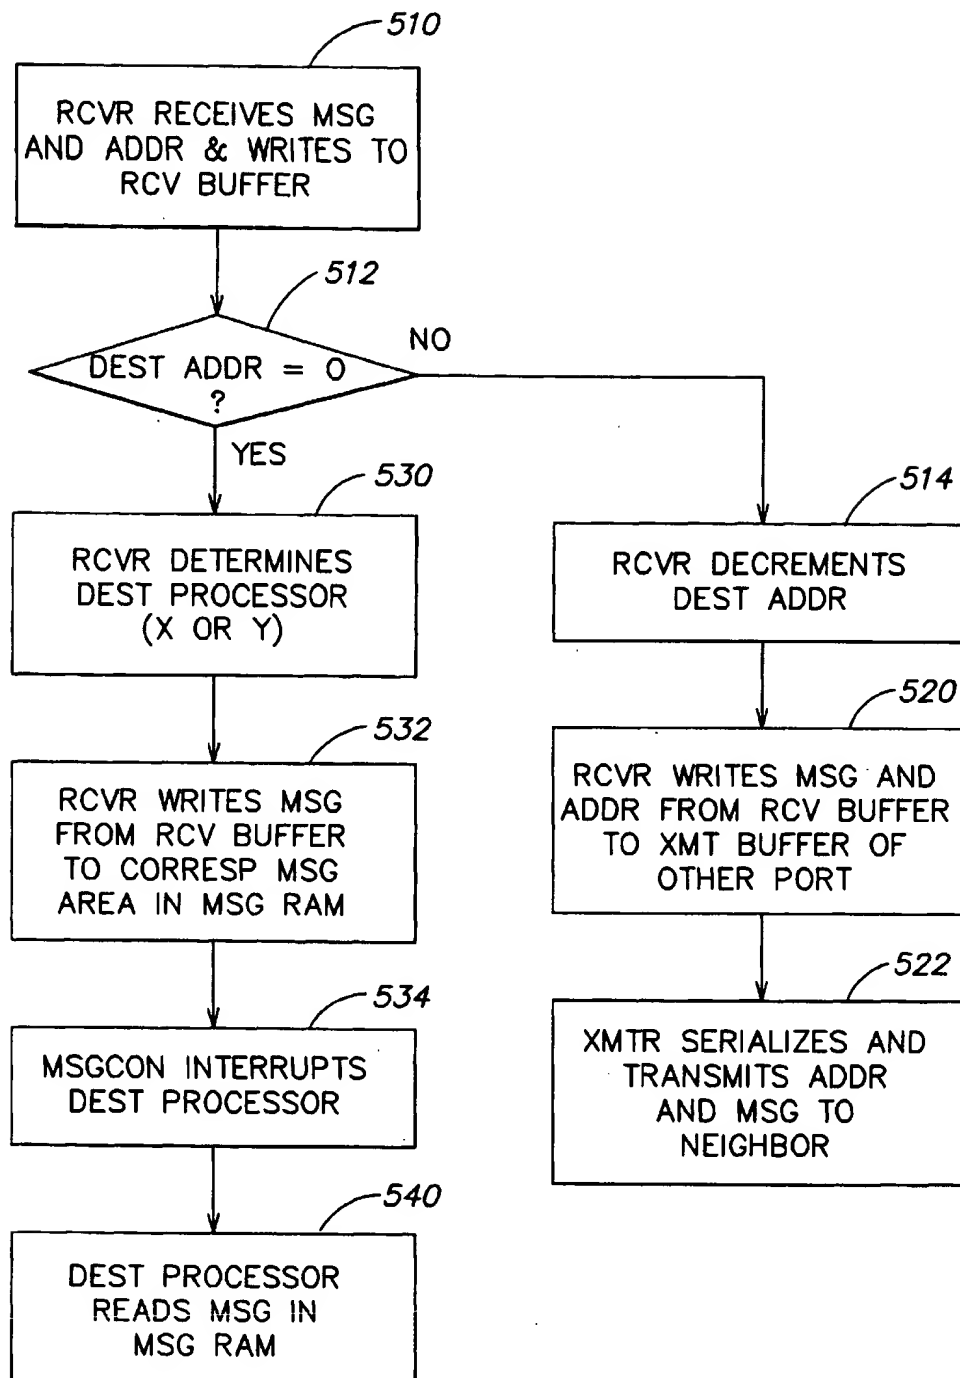 510
RCVR RECEIVES MSG
AND ADDR & WRITES TO
RCV BUFFER
512
DEST ADDR = 0
?
NO
YES
530
RCVR DETERMINES
DEST PROCESSOR
(X OR Y)
532
RCVR WRITES MSG
FROM RCV BUFFER
TO CORRESP MSG
AREA IN MSG RAM
534
MSGCON INTERRUPTS
DEST PROCESSOR
540
DEST PROCESSOR
READS MSG IN
MSG RAM
514
RCVR DECREMENTS
DEST ADDR
520
RCVR WRITES MSG AND
ADDR FROM RCV BUFFER
TO XMT BUFFER OF
OTHER PORT
522
XMTR SERIALIZES AND
TRANSMITS ADDR
AND MSG TO
NEIGHBOR